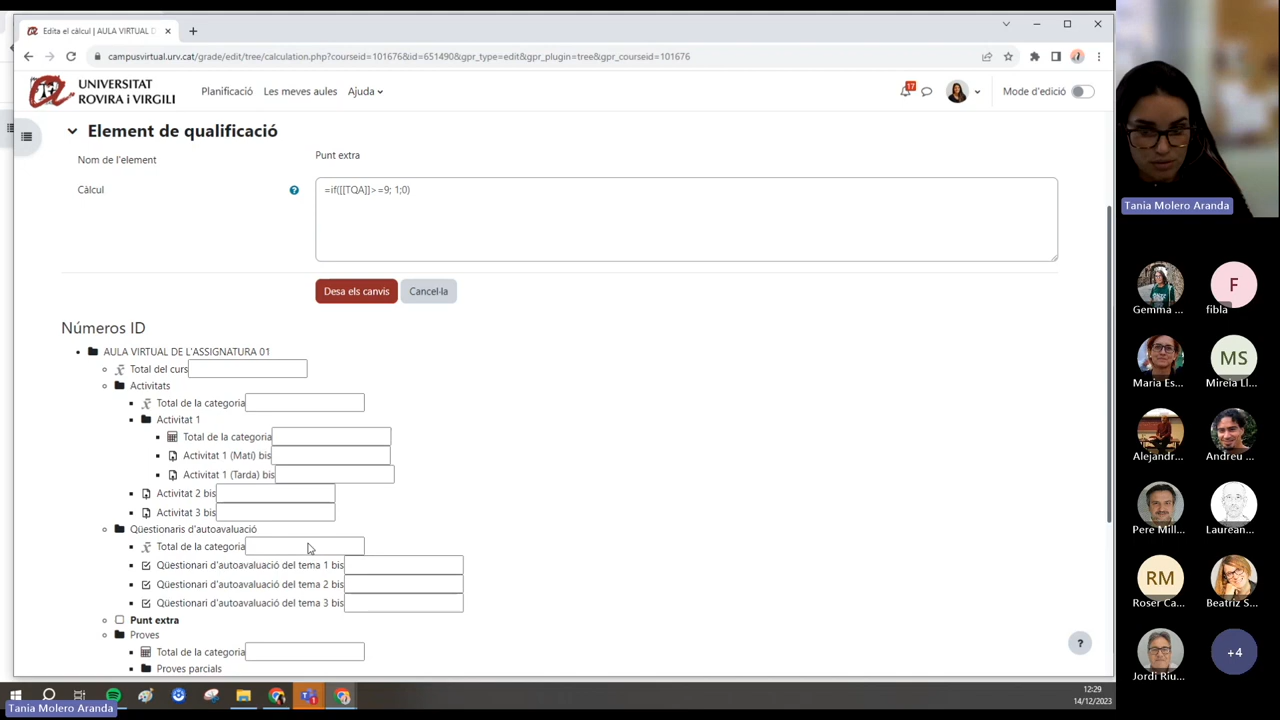 Edita el càlcul | AULA VIRTUAL D
campusvirtual.urv.cat/grade/edit/tree/calculation.php?courseid=101676&id=651490&gpr_type=edit&gpr_plugin=tree&gpr_courseid=101676
UNIVERSITAT
ROVIRA i VIRGILI
Planificació
Les meves aules
Ajuda
17
Mode d'edició
Element de qualificació
Nom de l'element
Punt extra
Càlcul
=if([[TQA]]>=9; 1;0)
Desa els canvis
Cancel·la
Números ID
AULA VIRTUAL DE L'ASSIGNATURA 01
Total del curs
Activitats
Total de la categoria
Activitat 1
Total de la categoria
Activitat 1 (Matí) bis
Activitat 1 (Tarda) bis
Activitat 2 bis
Activitat 3 bis
Qüestionaris d'autoavaluació
Total de la categoria
Qüestionari d'autoavaluació del tema 1 bis
Qüestionari d'autoavaluació del tema 2 bis
Qüestionari d'autoavaluació del tema 3 bis
Punt extra
Proves
Total de la categoria
Proves parcials
12:29
14/12/2023
Tania Molero Aranda
Tania Molero Aranda
Gemma ...
F
fibla
Maria Es...
MS
Mireia Ll...
Alejandr...
Andreu ...
Pere Mill...
Laurean...
RM
Roser Ca...
Beatriz S...
Jordi Riu...
+4